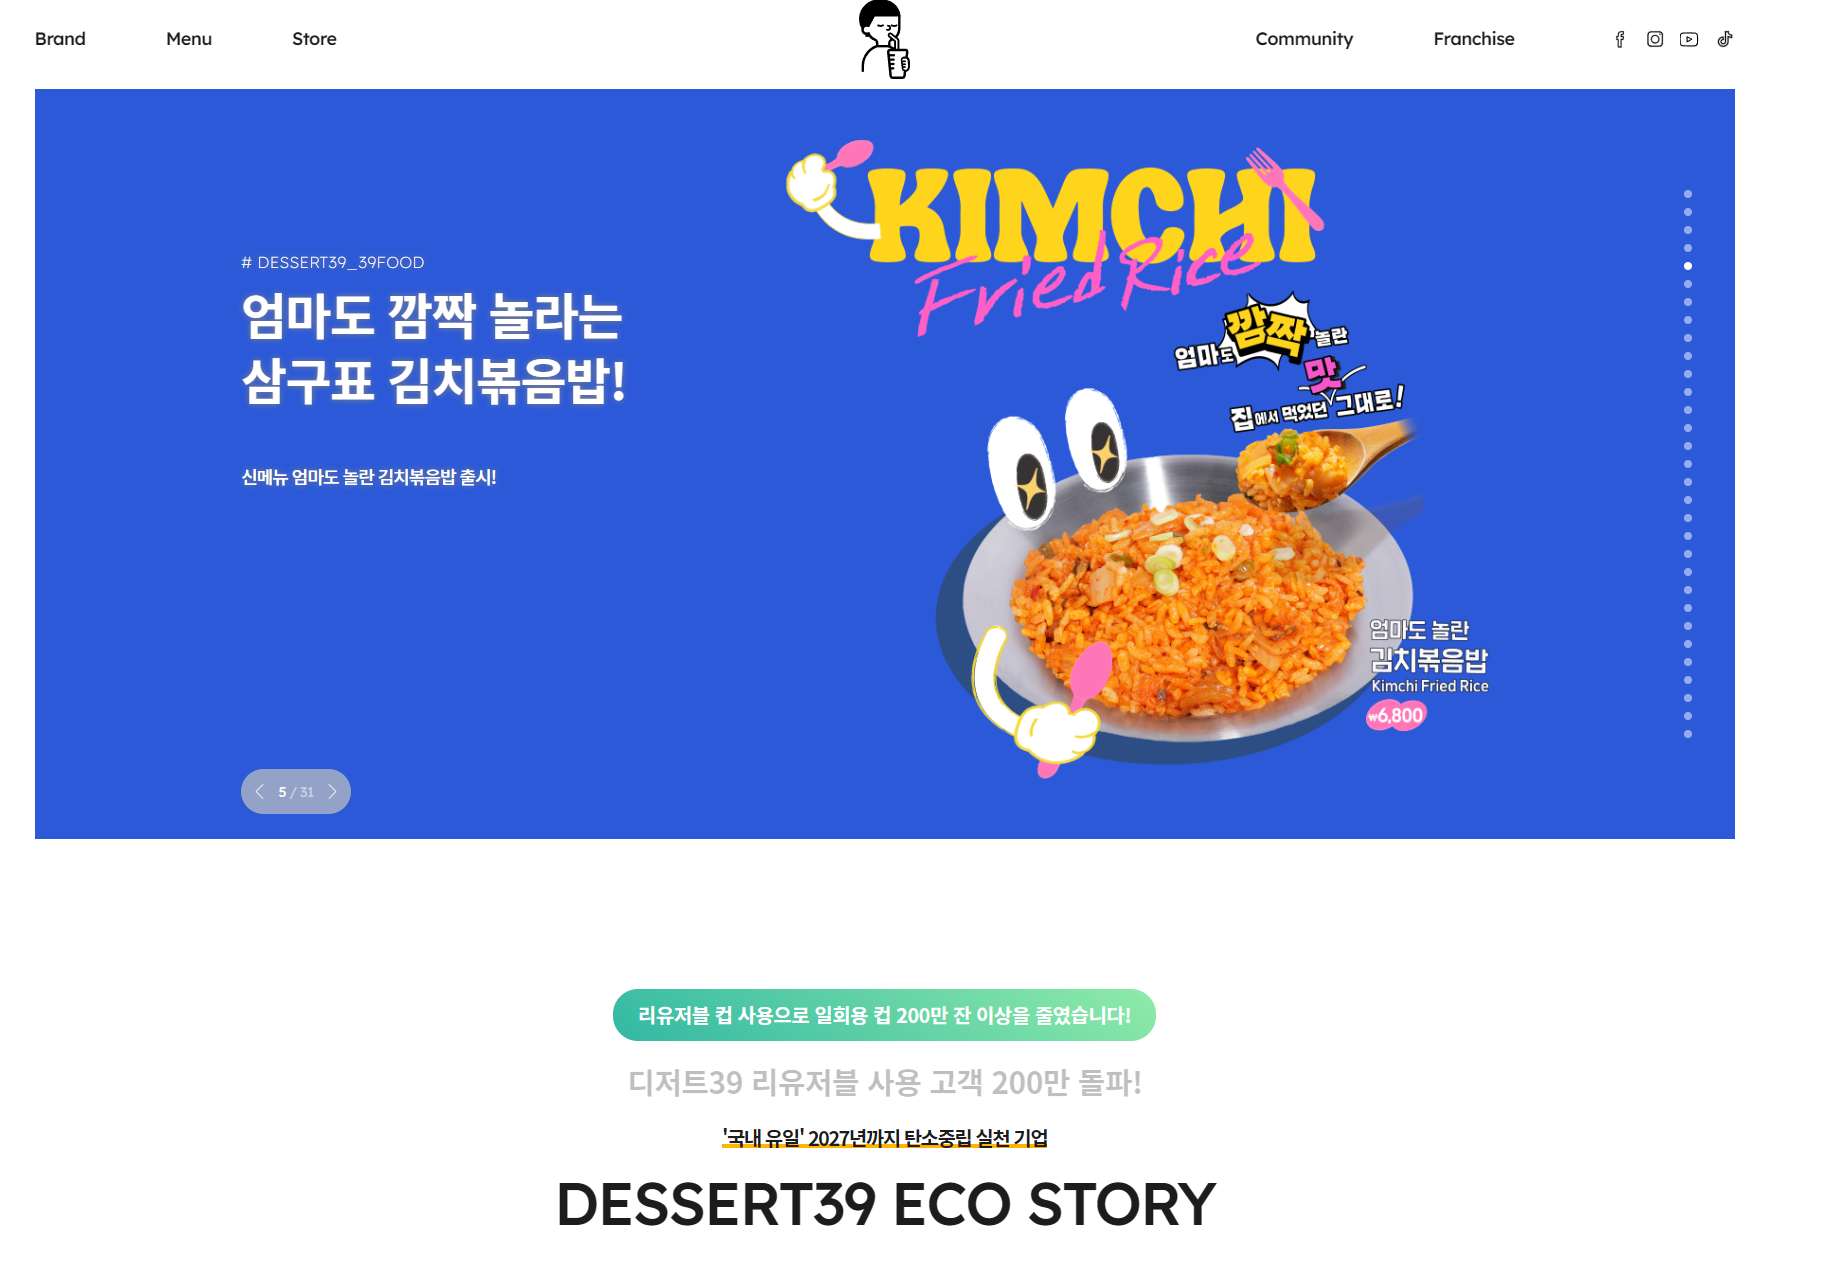 Brand Menu Store Community Franchise
KIMCHI
Fried Rice
# DESSERT39_39FOOD
엄마도 깜짝 놀라는
삼구표 김치볶음밥!
신메뉴 엄마도 놀란 김치볶음밥 출시!
엄마도 깜짝 놀란
맛
집에서 먹었던 그대로!
엄마도 놀란
김치볶음밥
Kimchi Fried Rice
₩6,800
5 / 31
리유저블 컵 사용으로 일회용 컵 200만 잔 이상을 줄였습니다!
디저트39 리유저블 사용 고객 200만 돌파!
'국내 유일' 2027년까지 탄소중립 실천 기업
DESSERT39 ECO STORY